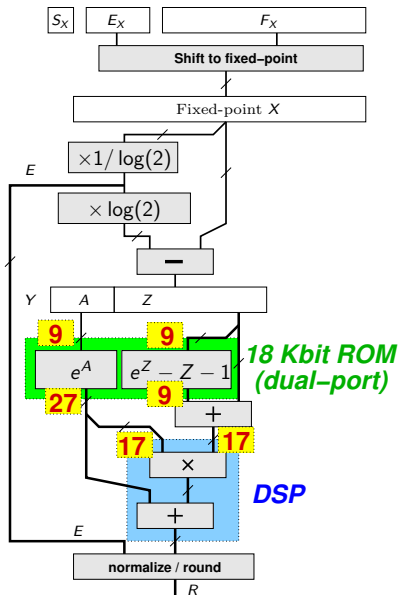 S_X E_X F_X
Shift to fixed-point
Fixed-point X
×1/ log(2)
E
× log(2)
−
Y A Z
9 9
18 Kbit ROM
(dual-port)
e^A e^Z − Z − 1
27 9
+
17 17
×
DSP
+
E
normalize / round
R